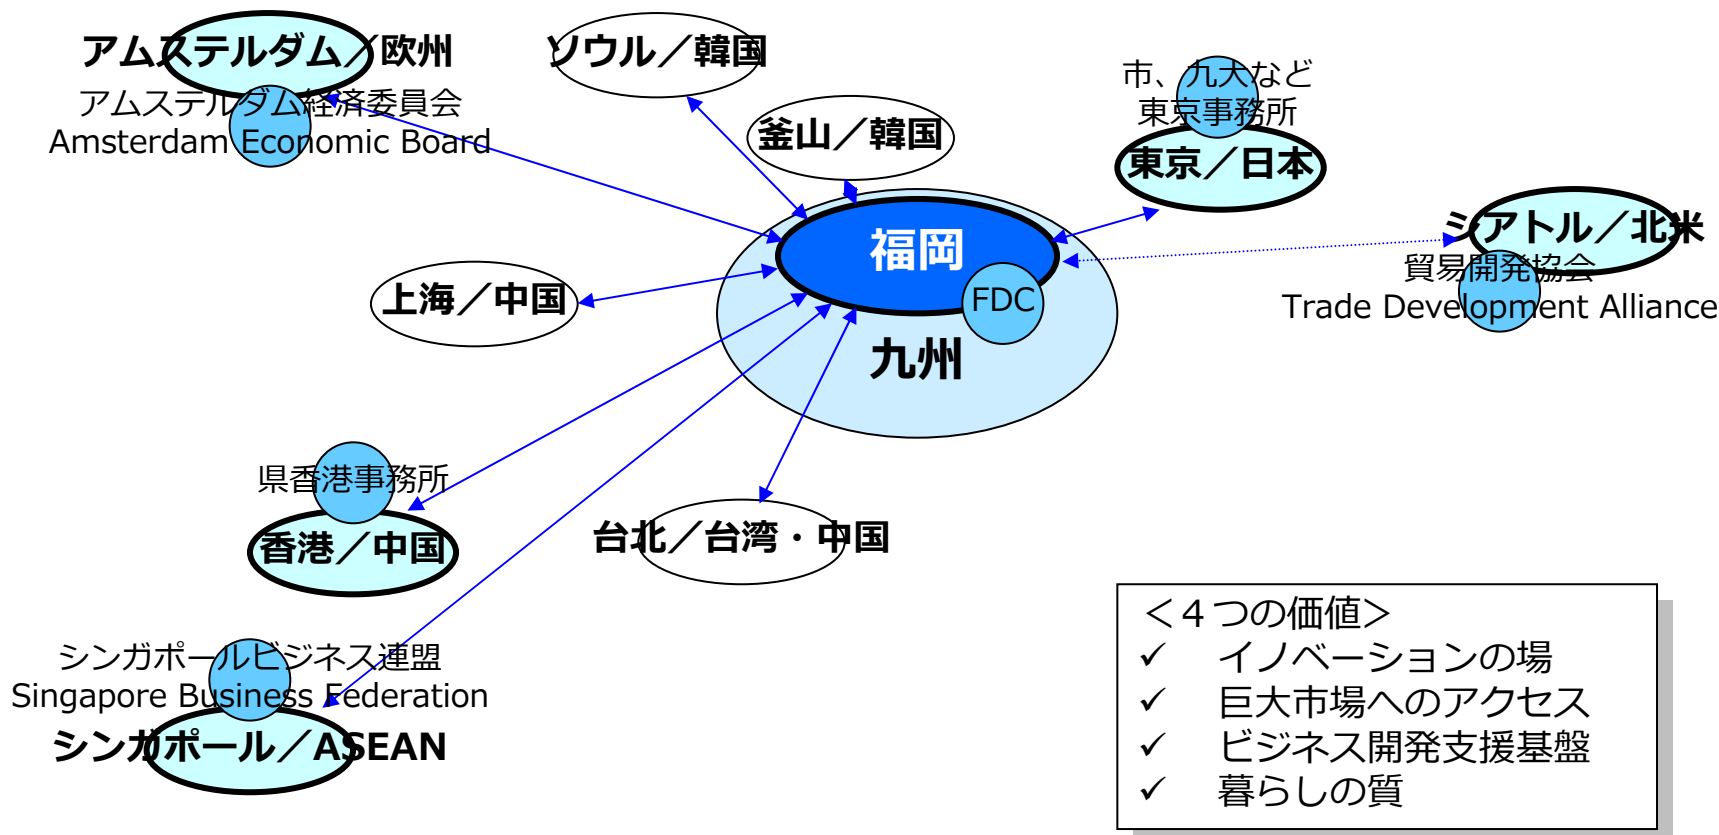 アムステルダム／欧州
アムステルダム経済委員会
Amsterdam Economic Board
ソウル／韓国
釜山／韓国
市、九大など
東京事務所
東京／日本
シアトル／北米
貿易開発協会
Trade Development Alliance
福岡
FDC
九州
上海／中国
県香港事務所
香港／中国
台北／台湾・中国
シンガポールビジネス連盟
Singapore Business Federation
シンガポール／ASEAN
＜４つの価値＞
✓ イノベーションの場
✓ 巨大市場へのアクセス
✓ ビジネス開発支援基盤
✓ 暮らしの質